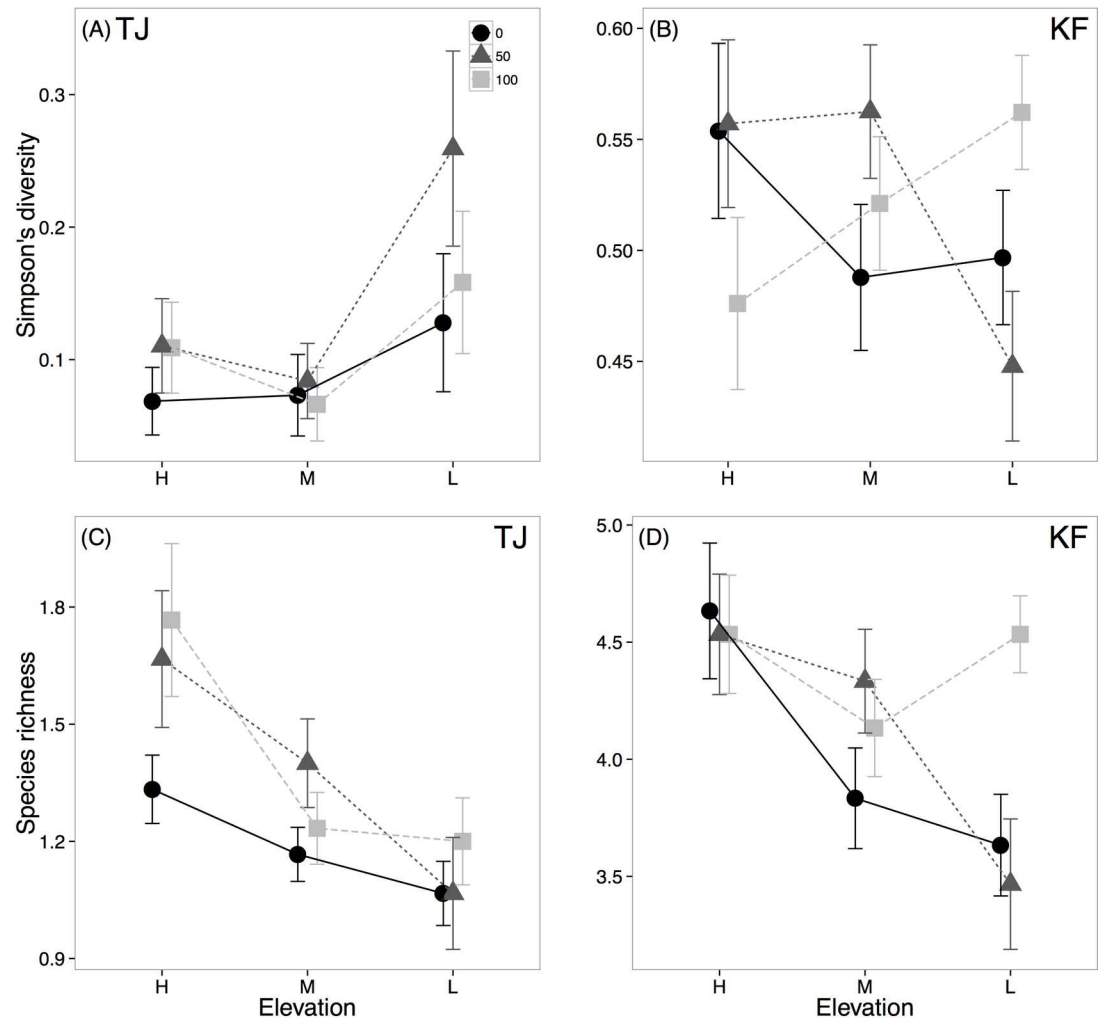 (A) TJ
0
50
100
Simpson's diversity
0.3
0.2
0.1
H M L
(B) KF
0.60
0.55
0.50
0.45
H M L
(C) TJ
Species richness
1.8
1.5
1.2
0.9
H M L
Elevation
(D) KF
5.0
4.5
4.0
3.5
H M L
Elevation